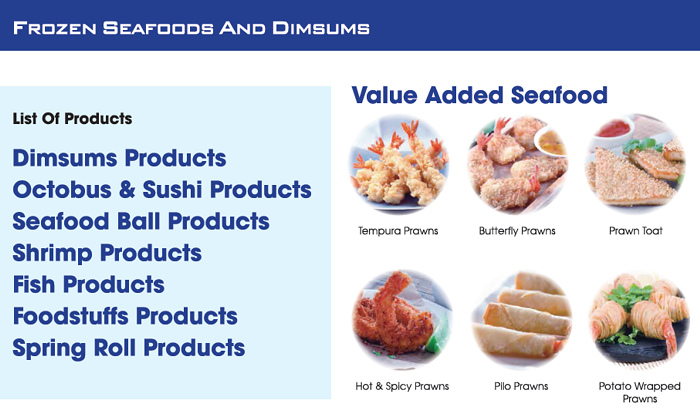 Frozen Seafoods And Dimsums
List Of Products
Dimsums Products
Octobus & Sushi Products
Seafood Ball Products
Shrimp Products
Fish Products
Foodstuffs Products
Spring Roll Products
Value Added Seafood
Tempura Prawns
Butterfly Prawns
Prawn Toat
Hot & Spicy Prawns
Pilo Prawns
Potato Wrapped
Prawns